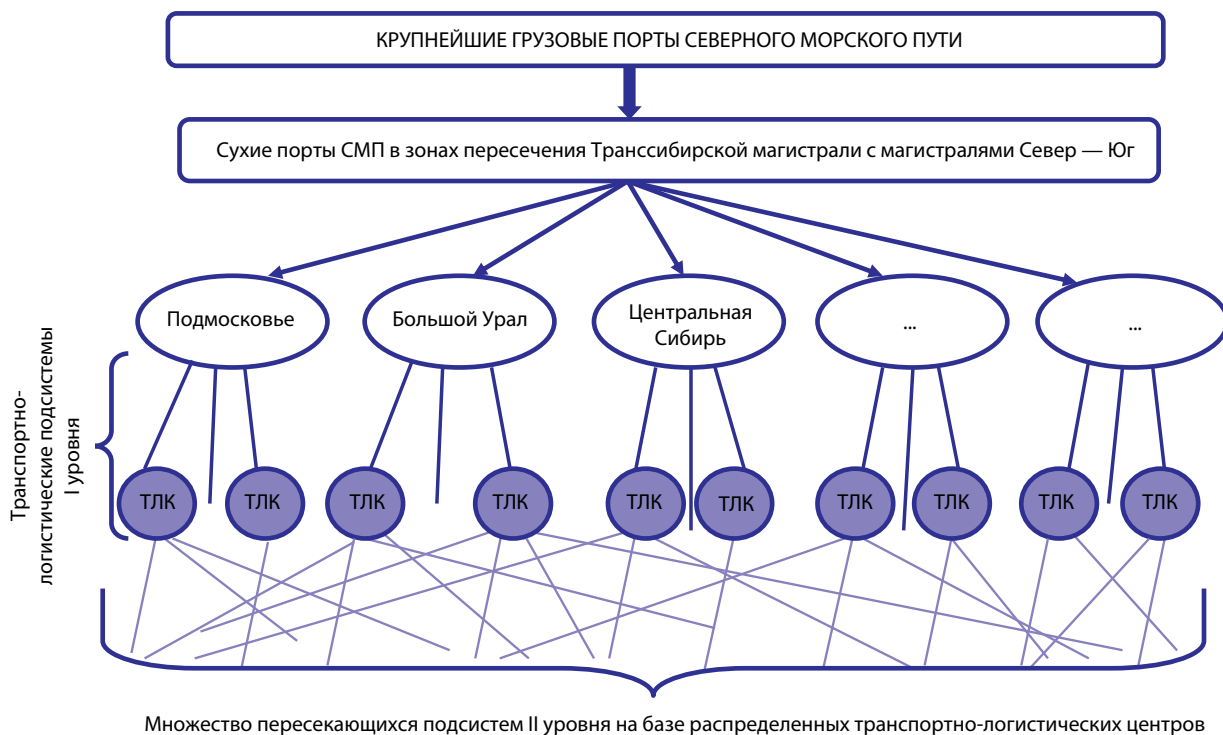 КРУПНЕЙШИЕ ГРУЗОВЫЕ ПОРТЫ СЕВЕРНОГО МОРСКОГО ПУТИ
Сухие порты СМП в зонах пересечения Транссибирской магистрали с магистралями Север — Юг
Подмосковье
Большой Урал
Центральная
Сибирь
...
...
Транспортно-
логистические подсистемы
I уровня
ТЛК
ТЛК
ТЛК
ТЛК
ТЛК
ТЛК
ТЛК
ТЛК
ТЛК
ТЛК
Множество пересекающихся подсистем II уровня на базе распределенных транспортно-логистических центров